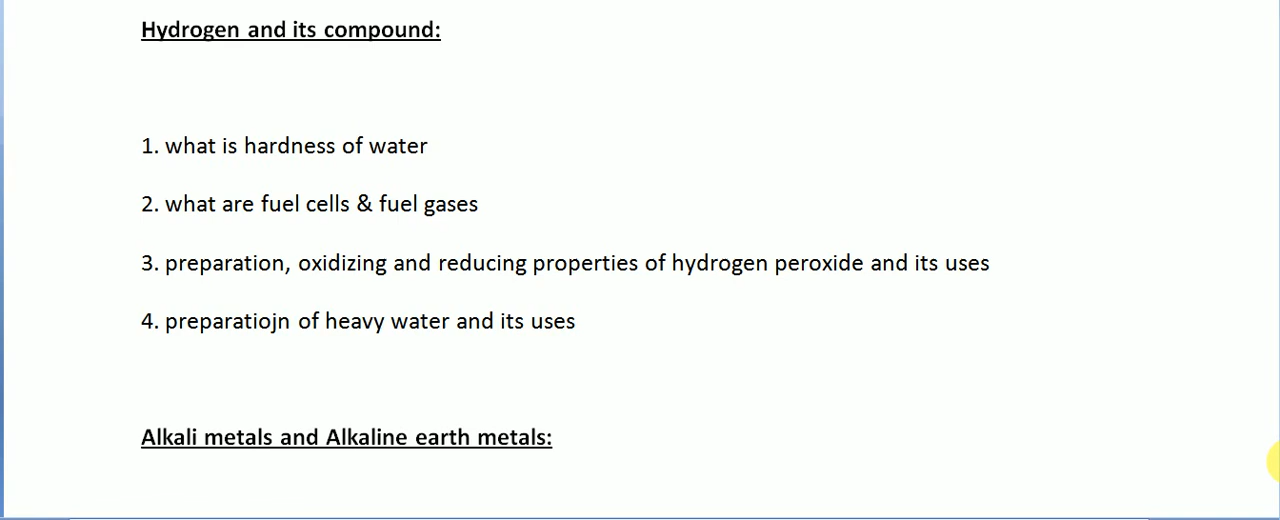 Hydrogen and its compound:
1. what is hardness of water
2. what are fuel cells & fuel gases
3. preparation, oxidizing and reducing properties of hydrogen peroxide and its uses
4. preparatiojn of heavy water and its uses
Alkali metals and Alkaline earth metals: